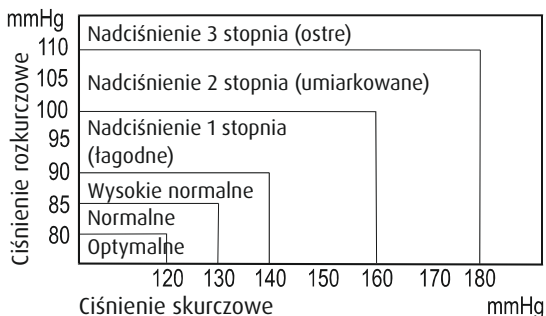 mmHg
110
105
100
95
90
85
80
Ciśnienie rozkurczowe
Nadciśnienie 3 stopnia (ostre)
Nadciśnienie 2 stopnia (umiarkowane)
Nadciśnienie 1 stopnia
(łagodne)
Wysokie normalne
Normalne
Optymalne
120 130 140 150 160 170 180
Ciśnienie skurczowe mmHg